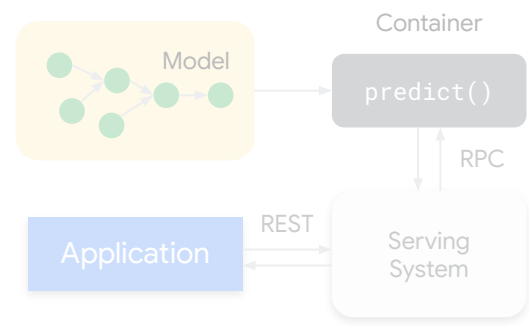 Container
Model
predict()
RPC
REST
Application
Serving
System